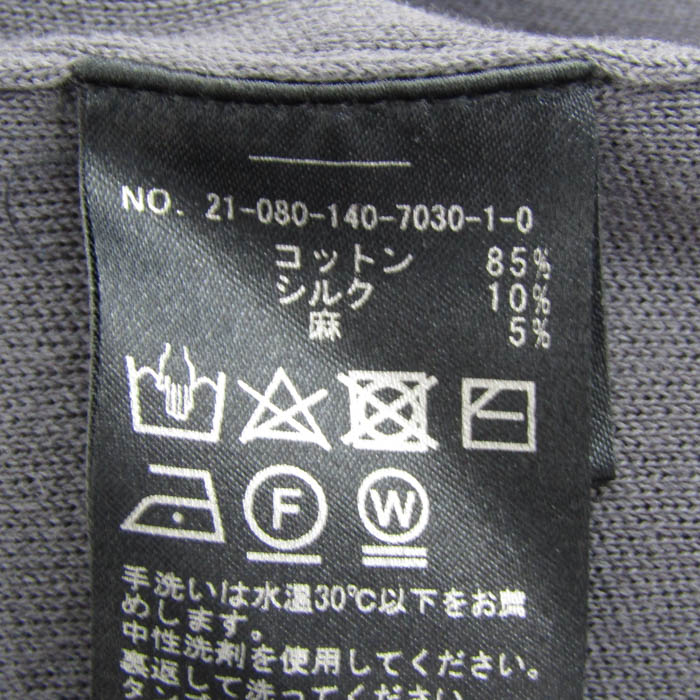 NO. 21-080-140-7030-1-0
コットン 85%
シルク 10%
麻 5%
F
W
手洗いは水温30℃以下をお薦
めします。
中性洗剤を使用してください。
裏返して洗ってください。
タン